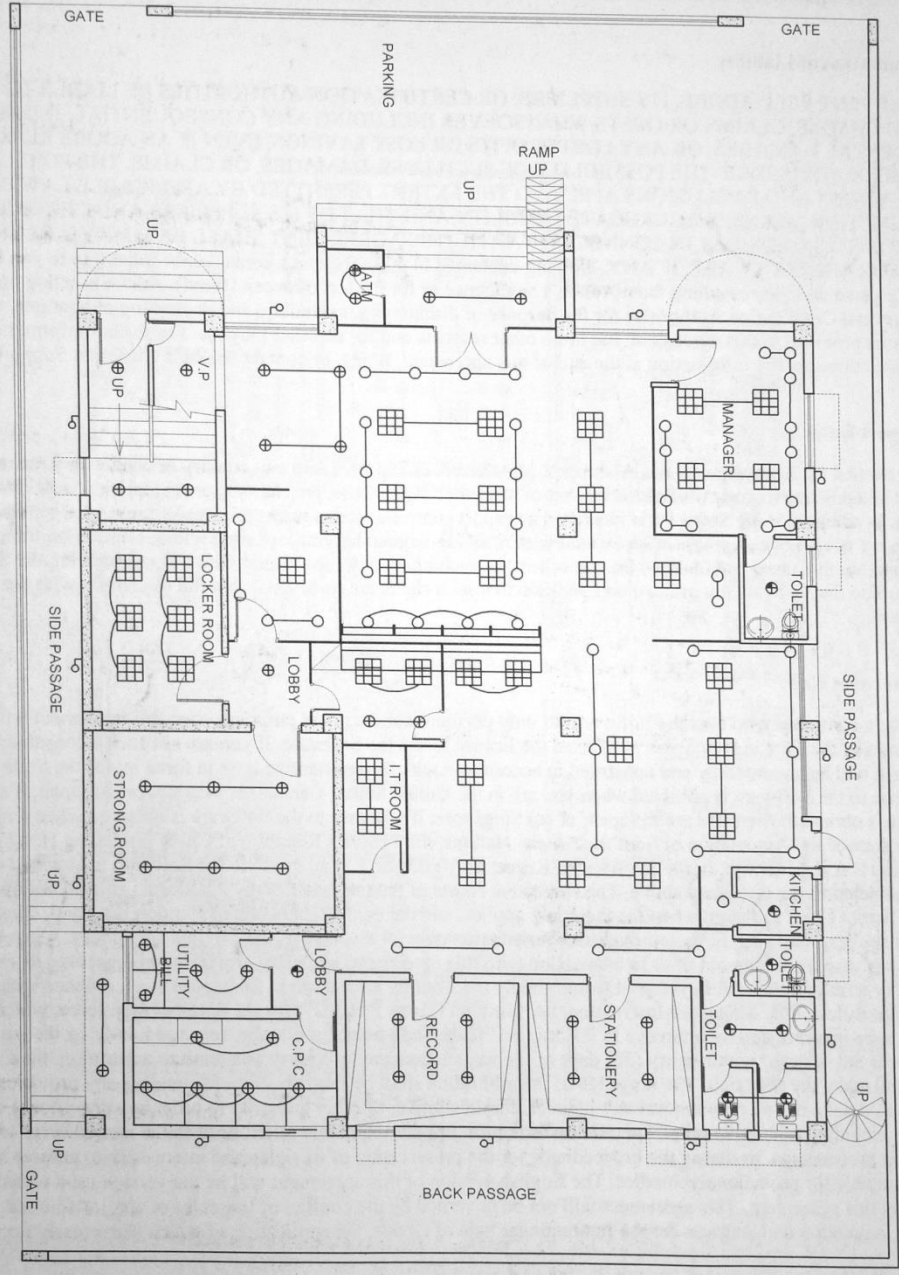 GATE
GATE
PARKING
RAMP
UP
UP
UP
ATM
V.P
UP
MANAGER
LOCKER ROOM
TOILET
SIDE PASSAGE
LOBBY
SIDE PASSAGE
I.T ROOM
STRONG ROOM
UP
KITCHEN
TOILET
LOBBY
UTILITY
BILL
TOILET
C.P.C
RECORD
STATIONERY
UP
UP
BACK PASSAGE
GATE